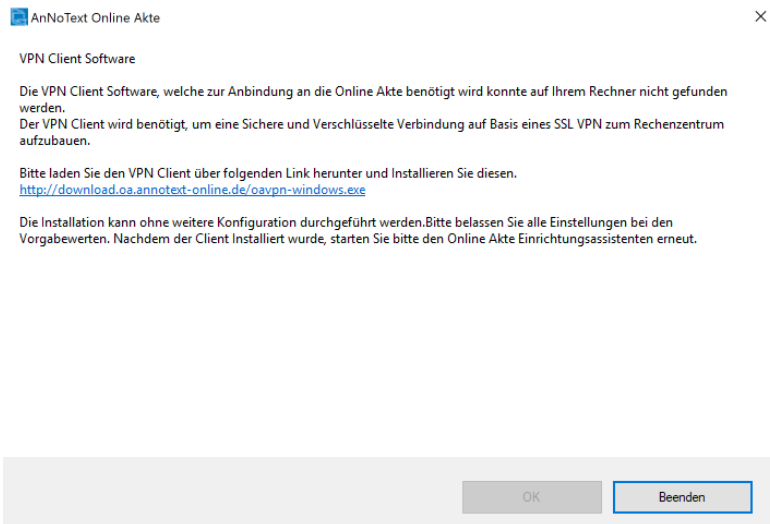 AnNoText Online Akte
VPN Client Software
Die VPN Client Software, welche zur Anbindung an die Online Akte benötigt wird konnte auf Ihrem Rechner nicht gefunden
werden.
Der VPN Client wird benötigt, um eine Sichere und Verschlüsselte Verbindung auf Basis eines SSL VPN zum Rechenzentrum
aufzubauen.
Bitte laden Sie den VPN Client über folgenden Link herunter und Installieren Sie diesen.
http://download.oa.annotext-online.de/oavpn-windows.exe
Die Installation kann ohne weitere Konfiguration durchgeführt werden.Bitte belassen Sie alle Einstellungen bei den
Vorgabewerten. Nachdem der Client Installiert wurde, starten Sie bitte den Online Akte Einrichtungsassistenten erneut.
OK Beenden